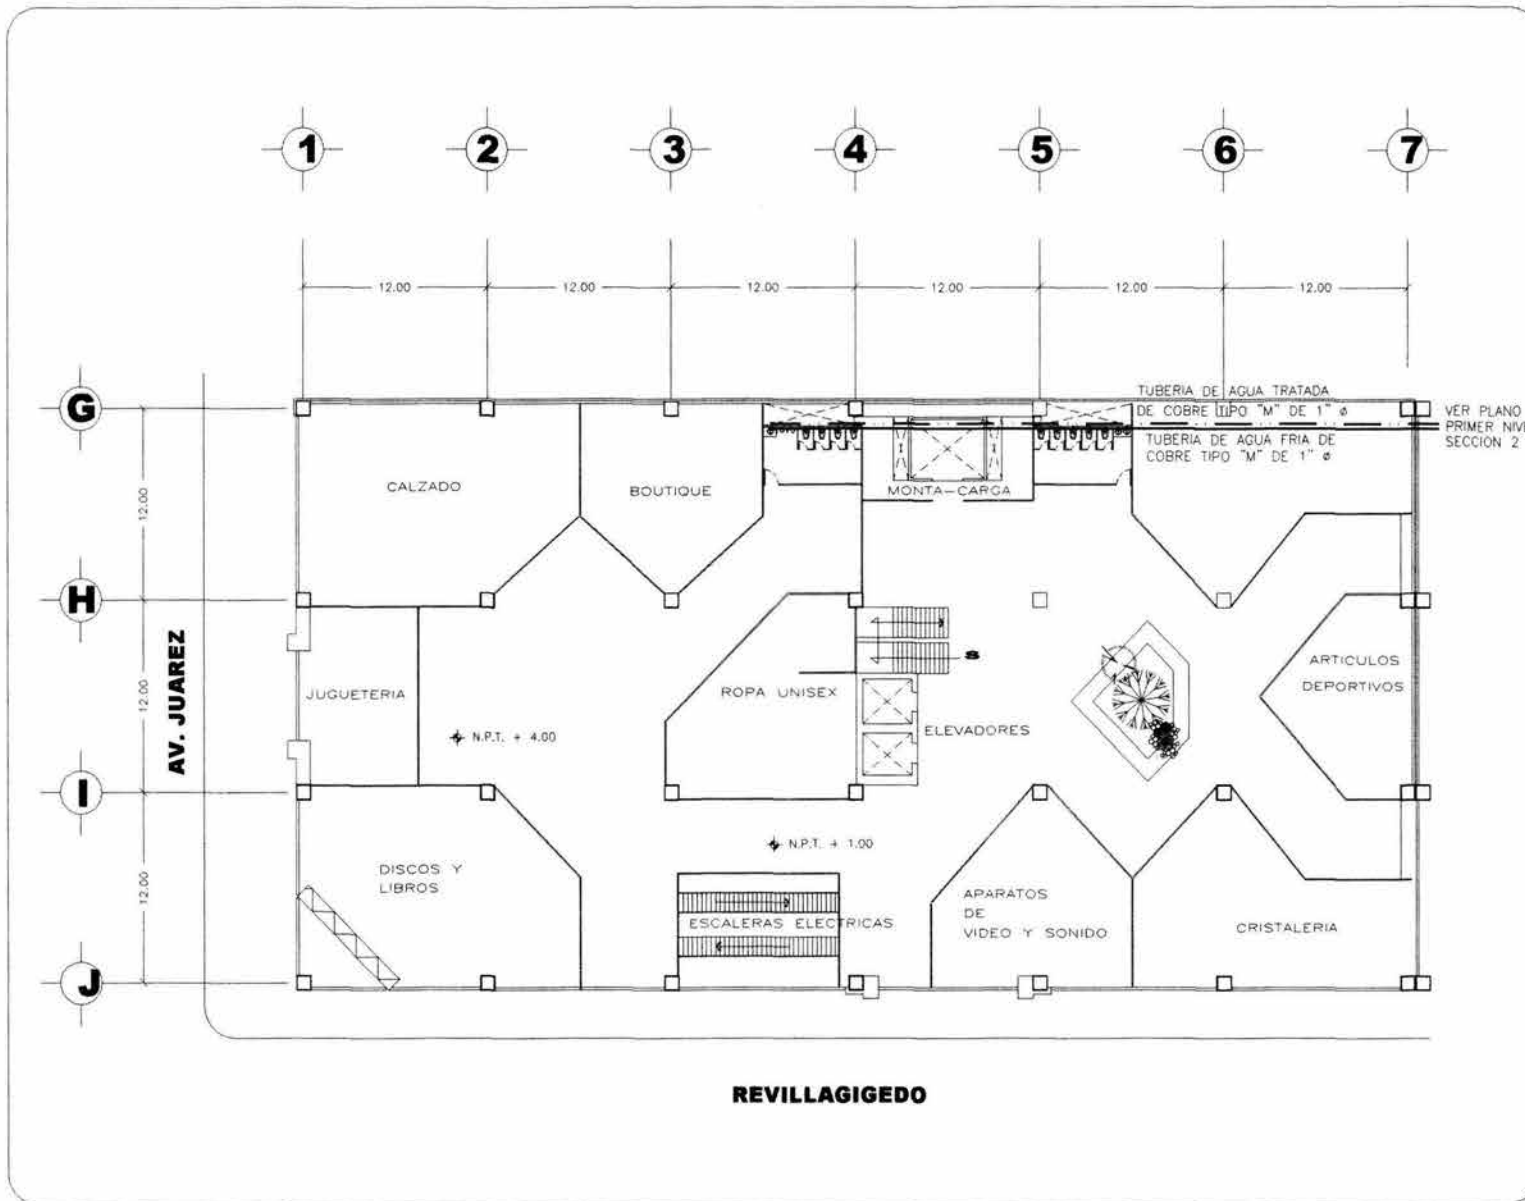 1 2 3 4 5 6 7
12.00 12.00 12.00 12.00 12.00 12.00
G
H
I
J
12.00
12.00
12.00
TUBERIA DE AGUA TRATADA
DE COBRE TIPO "M" DE 1" ø
TUBERIA DE AGUA FRIA DE
COBRE TIPO "M" DE 1" ø
VER PLANO
PRIMER NIV
SECCION 2
CALZADO
BOUTIQUE
MONTA-CARGA
AV. JUAREZ
JUGUETERIA
N.P.T. + 4.00
ROPA UNISEX
S
ELEVADORES
ARTICULOS
DEPORTIVOS
N.P.T. + 1.00
DISCOS Y
LIBROS
ESCALERAS ELECTRICAS
APARATOS
DE
VIDEO Y SONIDO
CRISTALERIA
REVILLAGIGEDO